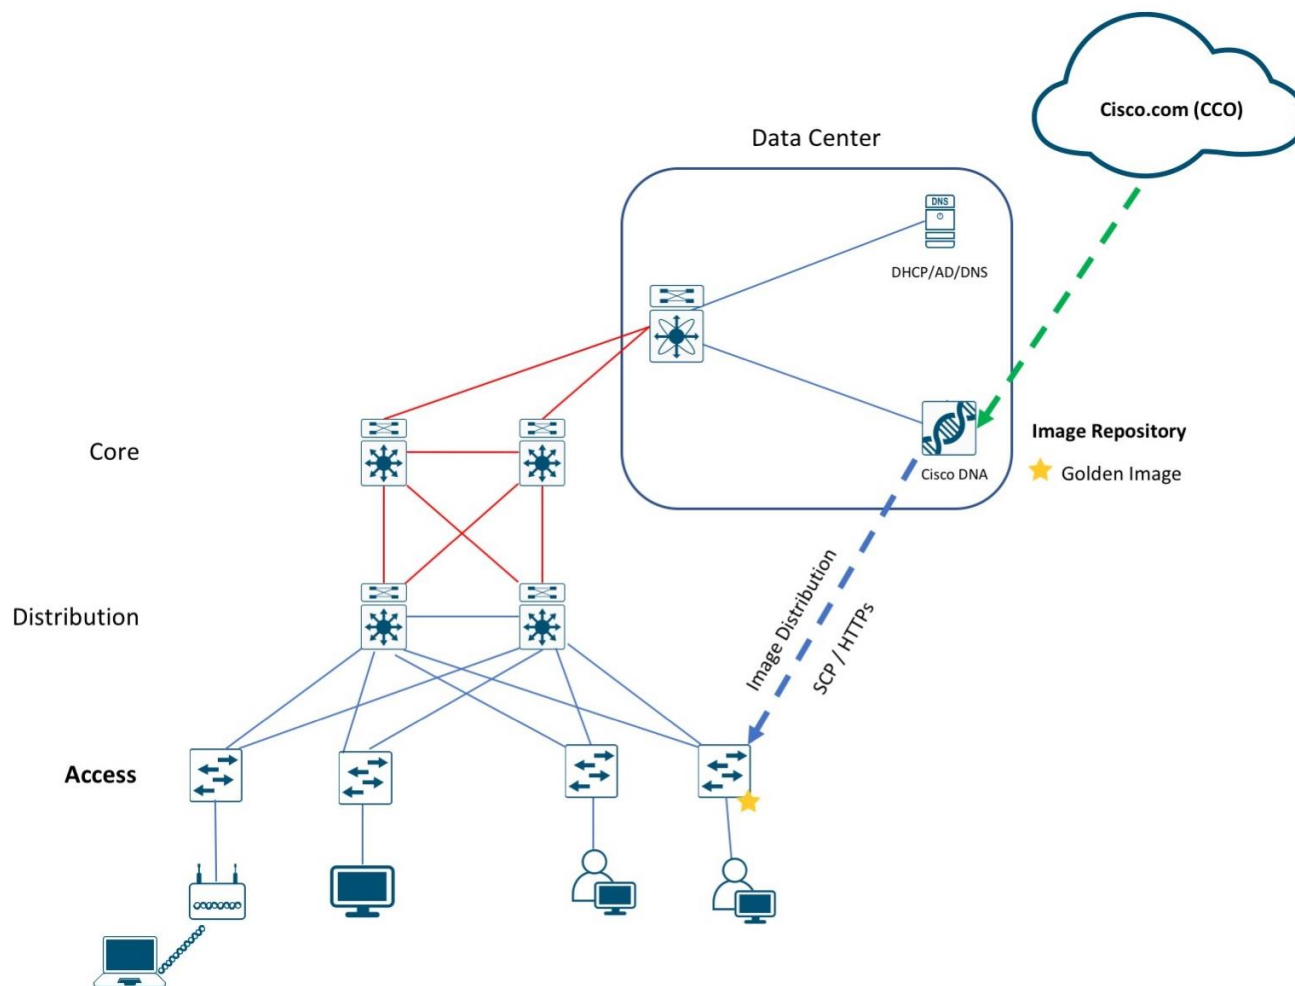 Cisco.com (CCO)
Data Center
DNS
DHCP/AD/DNS
Core
Image Repository
Golden Image
Cisco DNA
Image Distribution
SCP / HTTPs
Distribution
Access